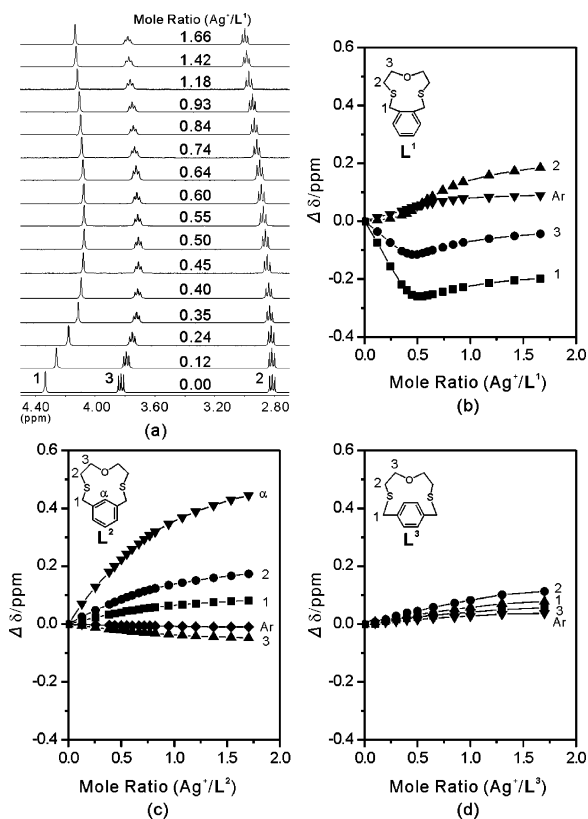 Mole Ratio (Ag⁺/L¹)
1.66
1.42
1.18
0.93
0.84
0.74
0.64
0.60
0.55
0.50
0.45
0.40
0.35
0.24
0.12
1 3 0.00 2
4.40 4.00 3.60 3.20 2.80
(ppm)
(a)
0.6
0.4
0.2
0.0
-0.2
-0.4
Δ δ/ppm
3
O
2
S S
1
L¹
2
Ar
3
1
0.0 0.5 1.0 1.5 2.0
Mole Ratio (Ag⁺/L¹)
(b)
0.6
0.4
0.2
0.0
-0.2
-0.4
Δ δ/ppm
3
O
2
S S
α
1
L²
α
2
1
Ar
3
0.0 0.5 1.0 1.5 2.0
Mole Ratio (Ag⁺/L²)
(c)
0.6
0.4
0.2
0.0
-0.2
-0.4
Δ δ/ppm
3
O
2
S S
1
L³
2
1
3
Ar
0.0 0.5 1.0 1.5 2.0
Mole Ratio (Ag⁺/L³)
(d)